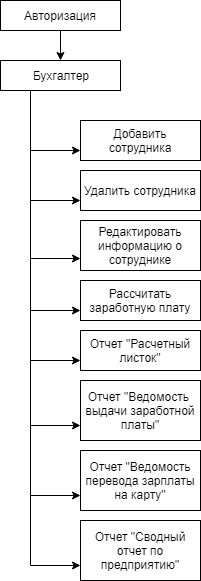 Авторизация
Бухгалтер
Добавить
сотрудника
Удалить сотрудника
Редактировать
информацию о
сотруднике
Рассчитать
заработную плату
Отчет "Расчетный
листок"
Отчет "Ведомость
выдачи заработной
платы"
Отчет "Ведомость
перевода зарплаты
на карту"
Отчет "Сводный
отчет по
предприятию"